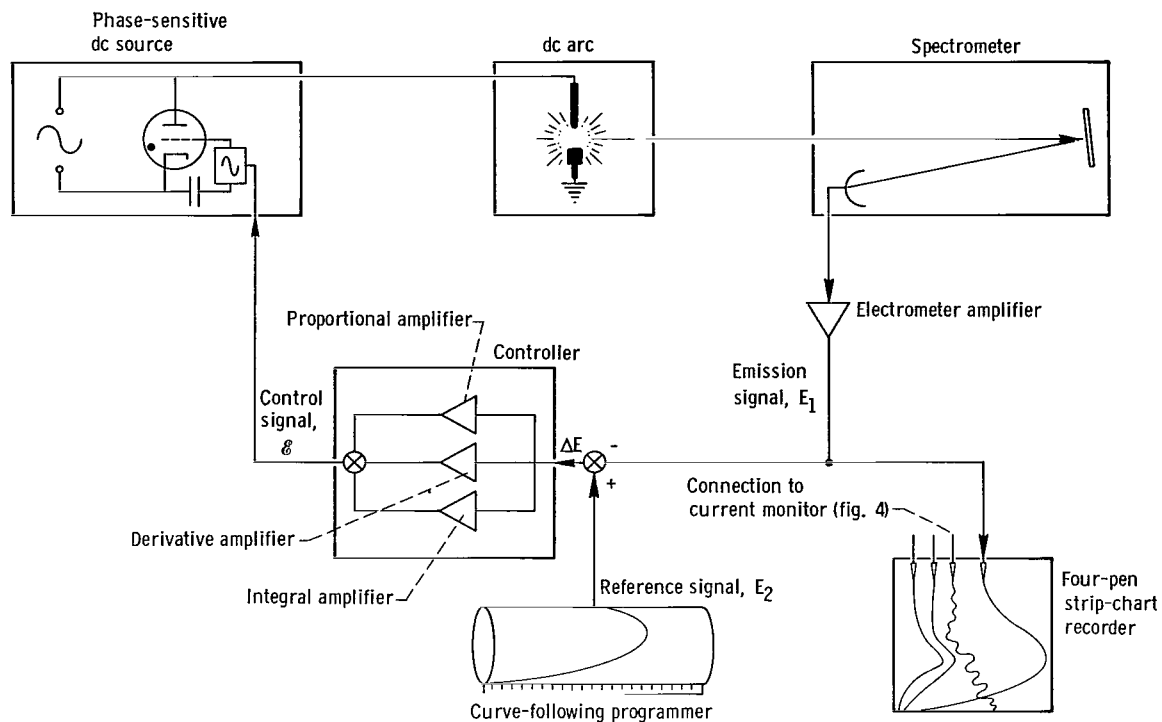 Phase-sensitive
dc source
dc arc
Spectrometer
Electrometer amplifier
Proportional amplifier
Controller
Emission
signal, E1
Control
signal,
ℰ
ΔE
-
+
Connection to
current monitor (fig. 4)
Derivative amplifier
Integral amplifier
Reference signal, E2
Four-pen
strip-chart
recorder
Curve-following programmer